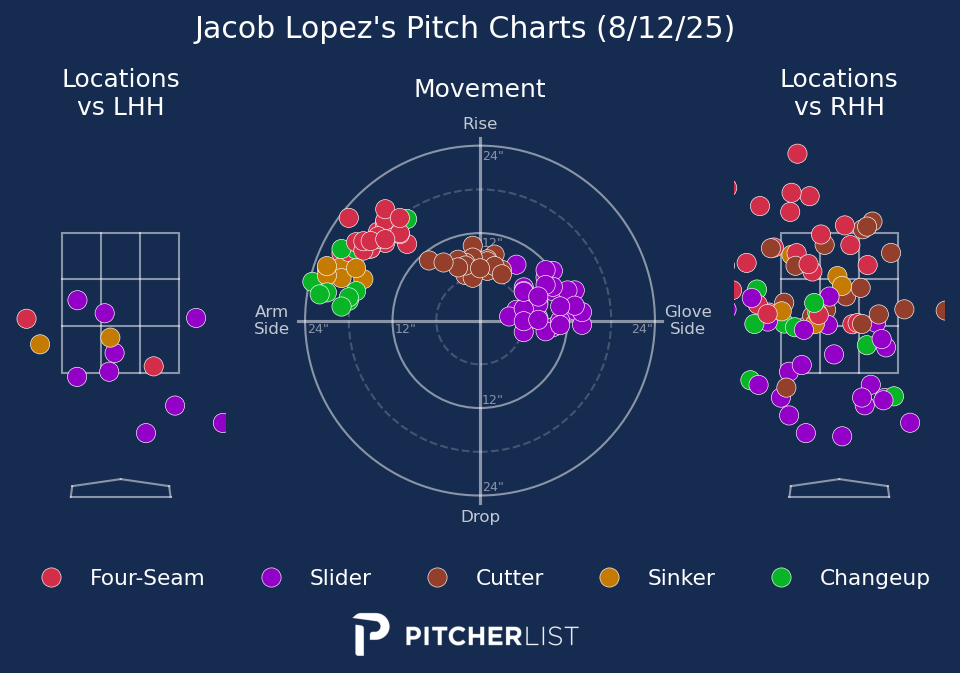 Jacob Lopez's Pitch Charts (8/12/25)
Locations
vs LHH
Movement
Locations
vs RHH
Rise
24"
12"
Arm
Side
24"
12"
24"
Glove
Side
12"
24"
Drop
Four-Seam
Slider
Cutter
Sinker
Changeup
PITCHERLIST